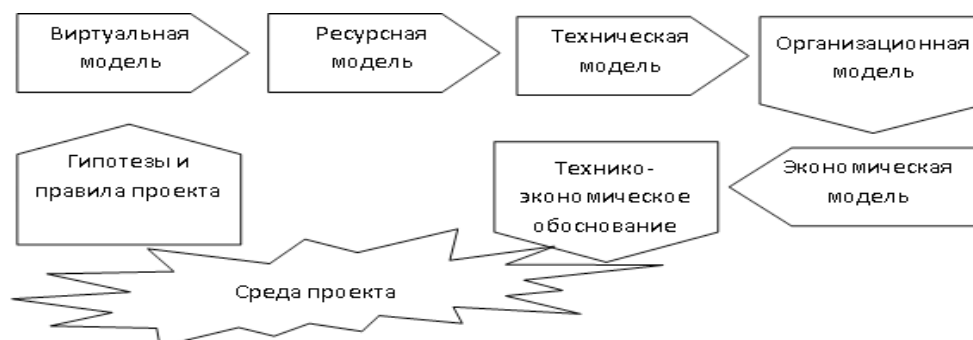 Виртуальная
модель
Ресурсная
модель
Техническая
модель
Организационная
модель
Гипотезы и
правила проекта
Технико-
экономическое
обоснование
Экономическая
модель
Среда проекта